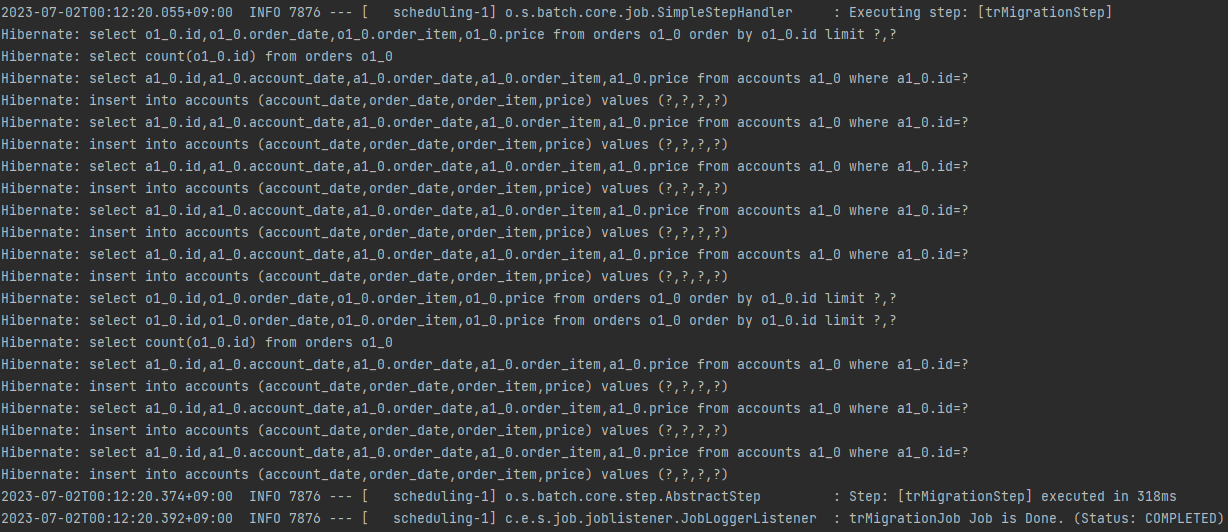 2023-07-02T00:12:20.055+09:00  INFO 7876 --- [   scheduling-1] o.s.batch.core.job.SimpleStepHandler     : Executing step: [trMigrationStep]
Hibernate: select o1_0.id,o1_0.order_date,o1_0.order_item,o1_0.price from orders o1_0 order by o1_0.id limit ?,?
Hibernate: select count(o1_0.id) from orders o1_0
Hibernate: select a1_0.id,a1_0.account_date,a1_0.order_date,a1_0.order_item,a1_0.price from accounts a1_0 where a1_0.id=?
Hibernate: insert into accounts (account_date,order_date,order_item,price) values (?,?,?,?)
Hibernate: select a1_0.id,a1_0.account_date,a1_0.order_date,a1_0.order_item,a1_0.price from accounts a1_0 where a1_0.id=?
Hibernate: insert into accounts (account_date,order_date,order_item,price) values (?,?,?,?)
Hibernate: select a1_0.id,a1_0.account_date,a1_0.order_date,a1_0.order_item,a1_0.price from accounts a1_0 where a1_0.id=?
Hibernate: insert into accounts (account_date,order_date,order_item,price) values (?,?,?,?)
Hibernate: select a1_0.id,a1_0.account_date,a1_0.order_date,a1_0.order_item,a1_0.price from accounts a1_0 where a1_0.id=?
Hibernate: insert into accounts (account_date,order_date,order_item,price) values (?,?,?,?)
Hibernate: select a1_0.id,a1_0.account_date,a1_0.order_date,a1_0.order_item,a1_0.price from accounts a1_0 where a1_0.id=?
Hibernate: insert into accounts (account_date,order_date,order_item,price) values (?,?,?,?)
Hibernate: select o1_0.id,o1_0.order_date,o1_0.order_item,o1_0.price from orders o1_0 order by o1_0.id limit ?,?
Hibernate: select o1_0.id,o1_0.order_date,o1_0.order_item,o1_0.price from orders o1_0 order by o1_0.id limit ?,?
Hibernate: select count(o1_0.id) from orders o1_0
Hibernate: select a1_0.id,a1_0.account_date,a1_0.order_date,a1_0.order_item,a1_0.price from accounts a1_0 where a1_0.id=?
Hibernate: insert into accounts (account_date,order_date,order_item,price) values (?,?,?,?)
Hibernate: select a1_0.id,a1_0.account_date,a1_0.order_date,a1_0.order_item,a1_0.price from accounts a1_0 where a1_0.id=?
Hibernate: insert into accounts (account_date,order_date,order_item,price) values (?,?,?,?)
Hibernate: select a1_0.id,a1_0.account_date,a1_0.order_date,a1_0.order_item,a1_0.price from accounts a1_0 where a1_0.id=?
Hibernate: insert into accounts (account_date,order_date,order_item,price) values (?,?,?,?)
2023-07-02T00:12:20.374+09:00  INFO 7876 --- [   scheduling-1] o.s.batch.core.step.AbstractStep         : Step: [trMigrationStep] executed in 318ms
2023-07-02T00:12:20.392+09:00  INFO 7876 --- [   scheduling-1] c.e.s.job.joblistener.JobLoggerListener  : trMigrationJob Job is Done. (Status: COMPLETED)